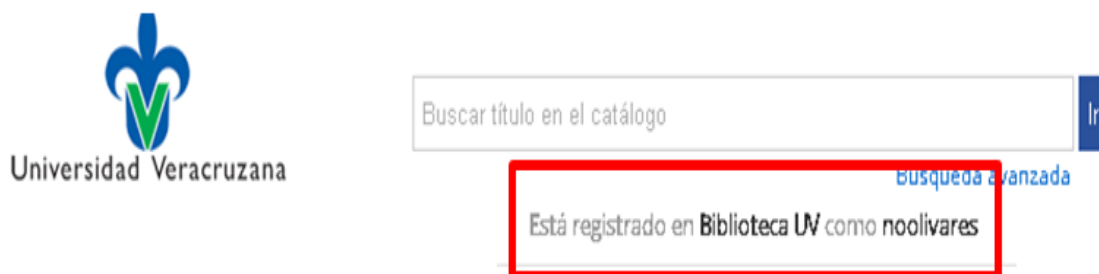 Universidad Veracruzana
Buscar título en el catálogo
Búsqueda avanzada
Está registrado en Biblioteca UV como noolivares